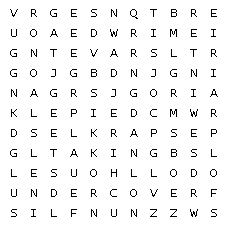 V R G E S N Q T B R E
U O A E D W R I M E I
G N T E V A R S L T R
G O J G B D N J G N I
N A G R S J G O R I A
K L E P I E D C M W R
D S E L K R A P S E P
G L T A K I N G B S L
L E S U O H L L O D O
U N D E R C O V E R F
S I L F N U N Z Z W S